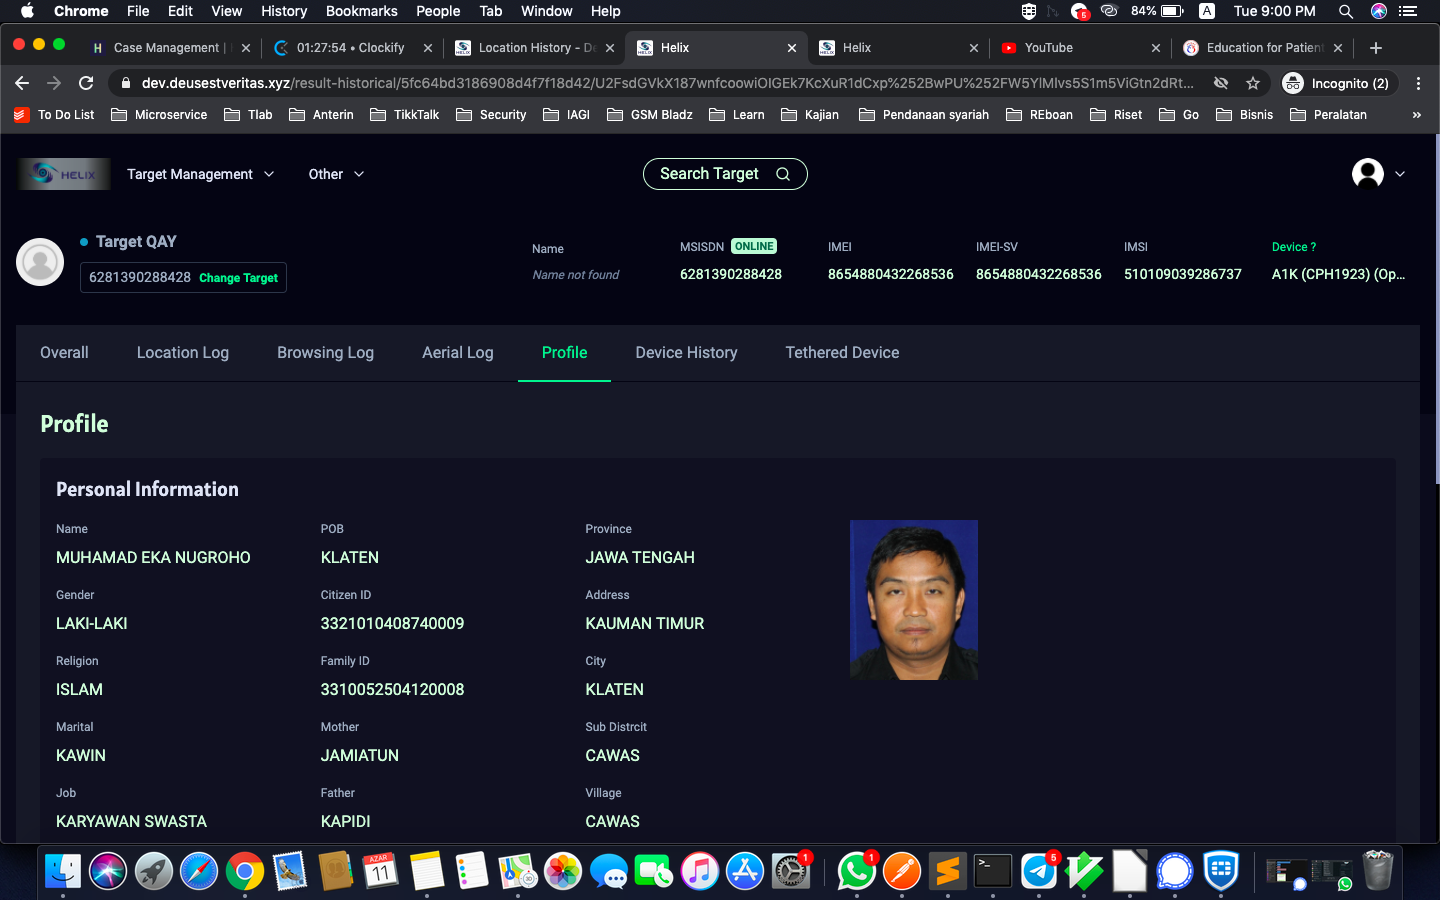 Chrome File Edit View History Bookmarks People Tab Window Help
5 84% A Tue 9:00 PM
H Case Management |
01:27:54 • Clockify
Location History - De
Helix
Helix
YouTube
Education for Patient
dev.deusestveritas.xyz/result-historical/5fc64bd3186908d4f7f18d42/U2FsdGVkX187wnfcoowiOIGEk7KcXuR1dCxp%252BwPU%252FW5YlMlvs5S1m5ViGtn2dRt...
Incognito (2)
To Do List Microservice Tlab Anterin TikkTalk Security IAGI GSM Bladz Learn Kajian Pendanaan syariah REboan Riset Go Bisnis Peralatan »
HELIX Target Management Other Search Target
Target QAY
6281390288428 Change Target
Name
Name not found
MSISDN ONLINE
6281390288428
IMEI
8654880432268536
IMEI-SV
8654880432268536
IMSI
510109039286737
Device ?
A1K (CPH1923) (Op...
Overall Location Log Browsing Log Aerial Log Profile Device History Tethered Device
Profile
Personal Information
Name POB Province
MUHAMAD EKA NUGROHO KLATEN JAWA TENGAH
Gender Citizen ID Address
LAKI-LAKI 3321010408740009 KAUMAN TIMUR
Religion Family ID City
ISLAM 3310052504120008 KLATEN
Marital Mother Sub Distrcit
KAWIN JAMIATUN CAWAS
Job Father Village
KARYAWAN SWASTA KAPIDI CAWAS
AZAR
11
1
1
5